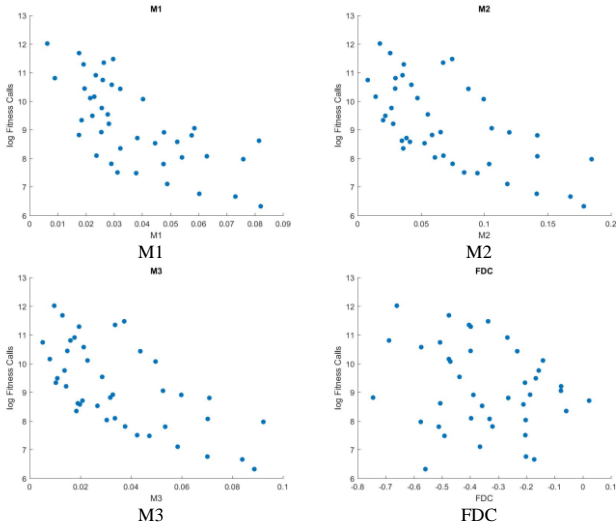 M1
M2
log Fitness Calls
13
12
11
10
9
8
7
6
0 0.01 0.02 0.03 0.04 0.05 0.06 0.07 0.08 0.09
M1
log Fitness Calls
13
12
11
10
9
8
7
6
0 0.05 0.1 0.15 0.2
M2
M1
M2
M3
FDC
log Fitness Calls
13
12
11
10
9
8
7
6
0 0.02 0.04 0.06 0.08 0.1
M3
log Fitness Calls
13
12
11
10
9
8
7
6
-0.8 -0.7 -0.6 -0.5 -0.4 -0.3 -0.2 -0.1 0 0.1
FDC
M3
FDC